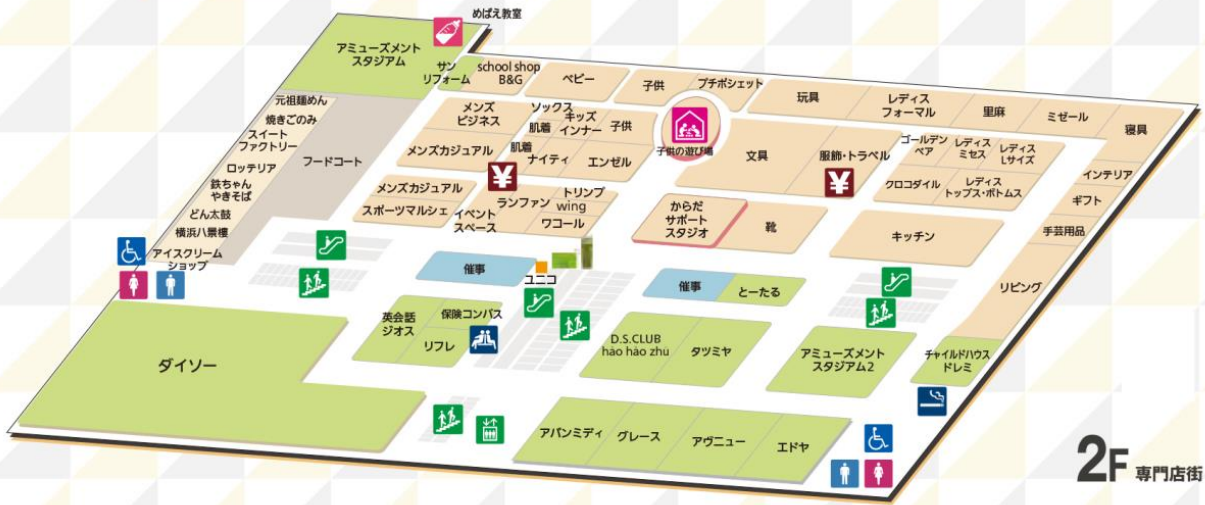 めばえ教室
アミューズメント
スタジアム
サン
リフォーム
school shop
B&G
ベビー
子供
プチポシェット
玩具
レディス
フォーマル
里麻
ミゼール
寝具
元祖麺めん
焼きごのみ
スイート
ファクトリー
ロッテリア
鉄ちゃん
やきそば
どん太鼓
横浜八景樓
アイスクリーム
ショップ
フードコート
メンズ
ビジネス
ソックス
肌着
キッズ
インナー
子供
メンズカジュアル
肌着
ナイティ
エンゼル
子供の遊び場
文具
服飾・トラベル
ゴールデン
ベア
レディス
ミセス
レディス
Lサイズ
クロコダイル
レディス
トップス・ボトムス
インテリア
ギフト
手芸用品
リビング
¥
¥
メンズカジュアル
スポーツマルシェ
イベント
スペース
ランファン
トリンプ
wing
ワコール
からだ
サポート
スタジオ
靴
キッチン
催事
ユニコ
催事
とーたる
英会話
ジオス
保険コンパス
リフレ
D.S.CLUB
hào hào zhu
タツミヤ
アミューズメント
スタジアム2
チャイルドハウス
ドレミ
ダイソー
アバンミディ
グレース
アヴニュー
エドヤ
2F 専門店街